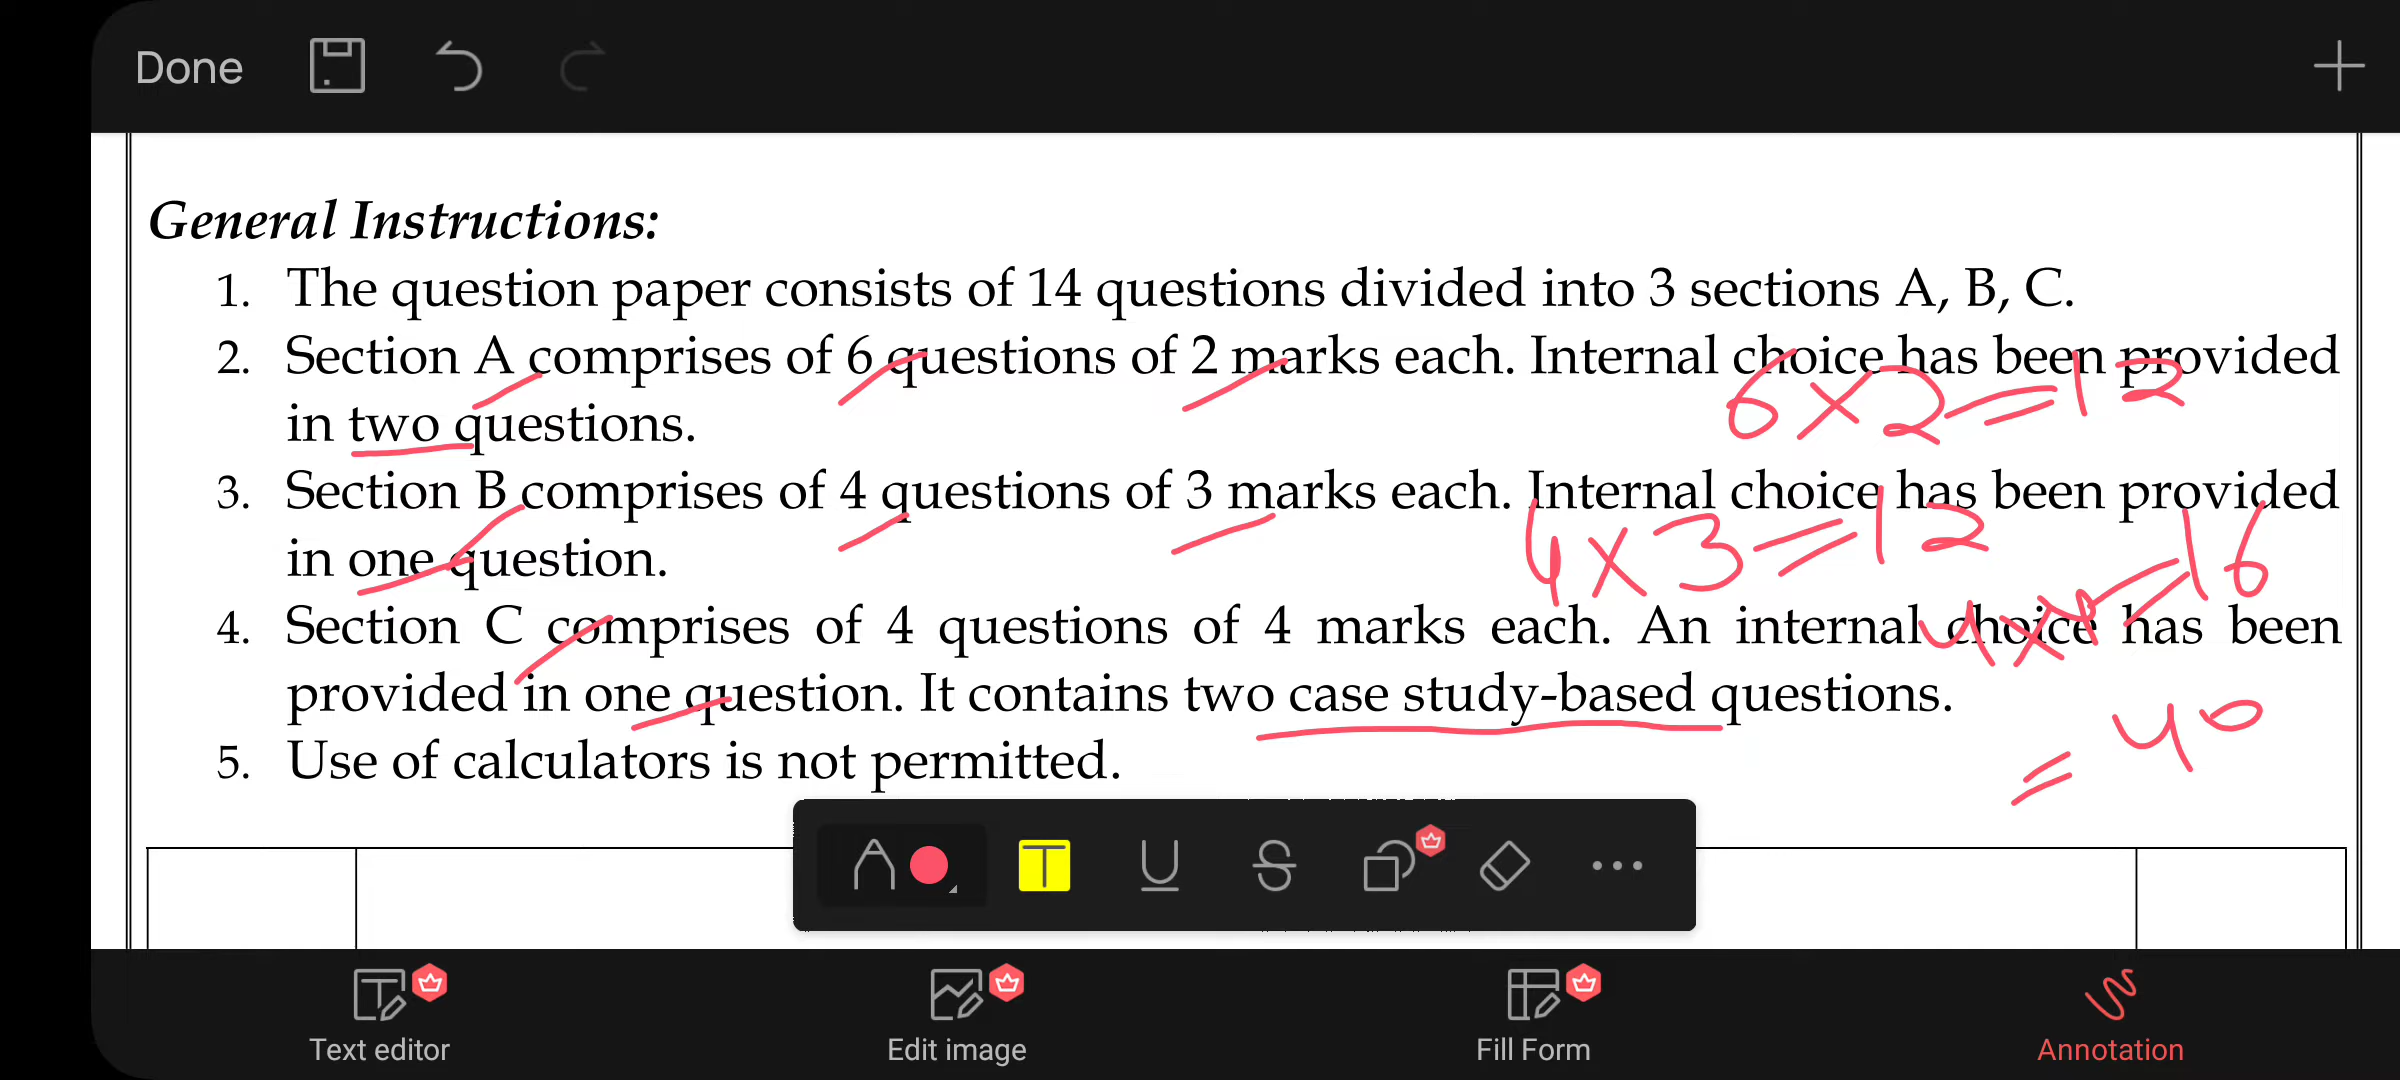 Done
General Instructions:
1. The question paper consists of 14 questions divided into 3 sections A, B, C.
2. Section A comprises of 6 questions of 2 marks each. Internal choice has been provided
6 x 2 = 12
in two questions.
3. Section B comprises of 4 questions of 3 marks each. Internal choice has been provided
4 x 3 = 12
in one question.
4. Section C comprises of 4 questions of 4 marks each. An internal choice has been
4 x 4 = 16
provided in one question. It contains two case study-based questions.
= 40
5. Use of calculators is not permitted.
Text editor
Edit image
Fill Form
Annotation